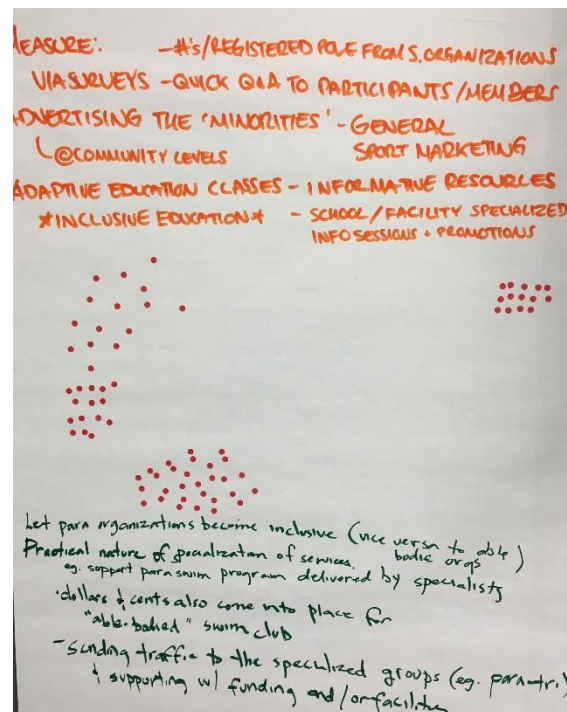 MEASURE: -#'s/REGISTERED POLE FROM S. ORGANIZATIONS
VIA SURVEYS - QUICK Q&A TO PARTICIPANTS/MEMBERS
ADVERTISING THE 'MINORITIES' - GENERAL
@COMMUNITY LEVELS SPORT MARKETING
ADAPTIVE EDUCATION CLASSES - INFORMATIVE RESOURCES
*INCLUSIVE EDUCATION* - SCHOOL/FACILITY SPECIALIZED
INFO SESSIONS + PROMOTIONS
Let para organizations become inclusive (vice versa to able
bodie orgs)
Practical nature of specialization of services.
eg. support para swim program delivered by specialists
·dollars & cents also come into place for
"able-bodied" swim club
-sending traffic to the specialized groups (eg. para-tri)
& supporting w/ funding and/or facilities